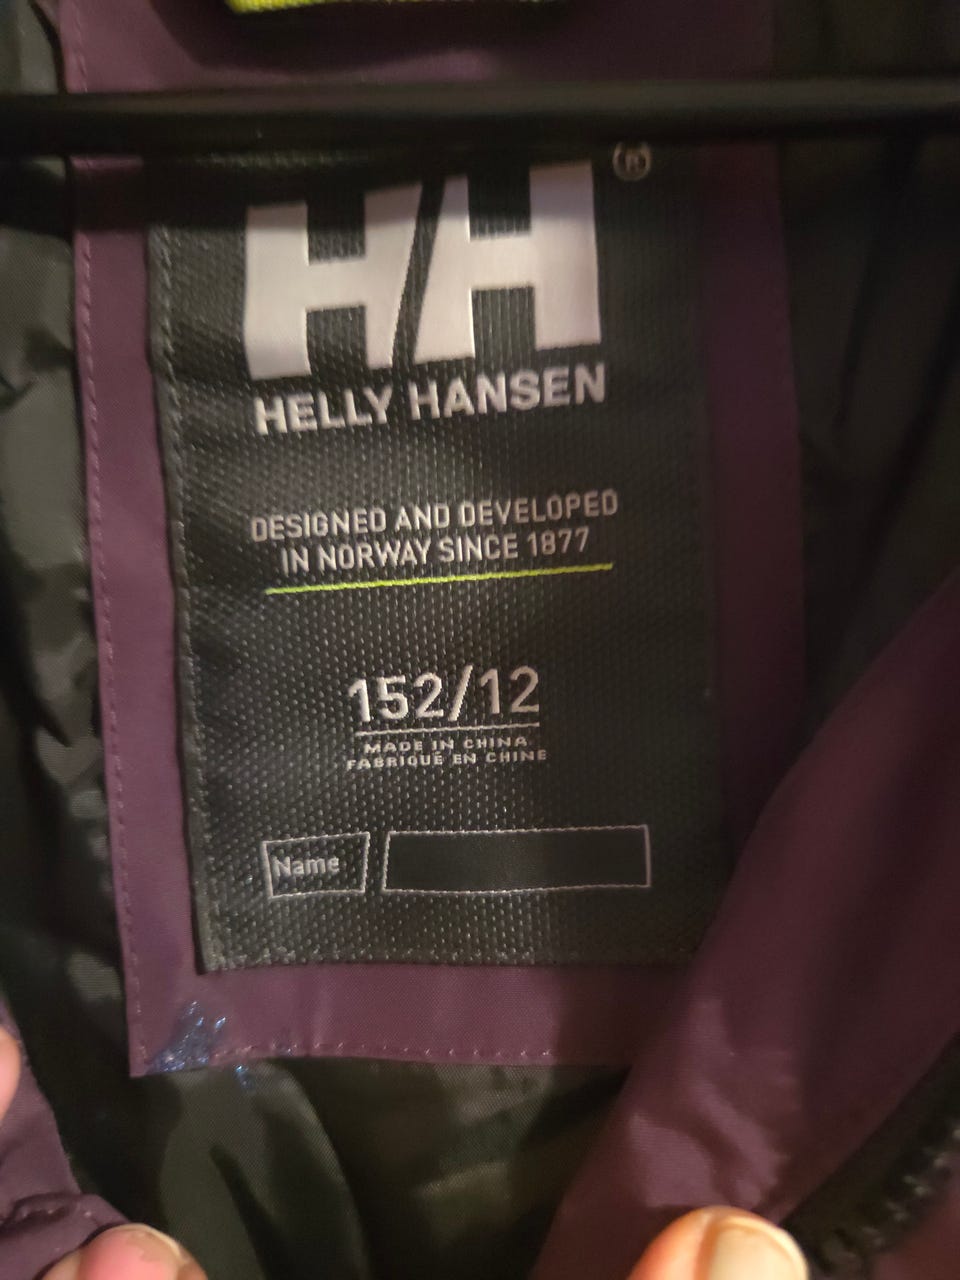 HH®
HELLY HANSEN
DESIGNED AND DEVELOPED
IN NORWAY SINCE 1877
152/12
MADE IN CHINA
FABRIQUÉ EN CHINE
Name